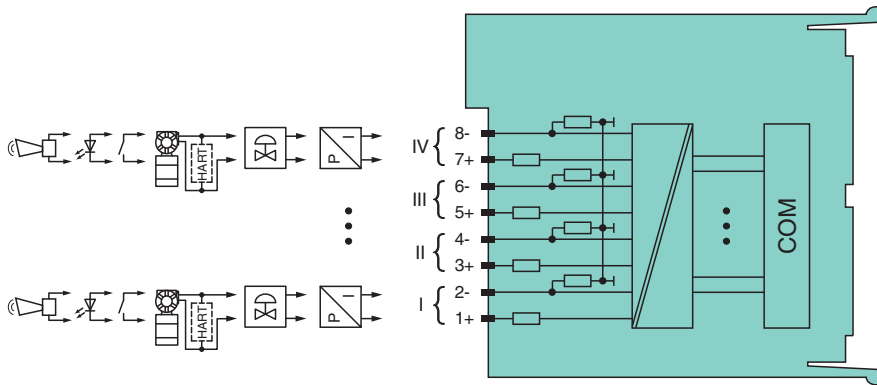 HART
P I
IV
8-
7+
III
6-
5+
II
4-
3+
I
2-
1+
COM
HART
P I